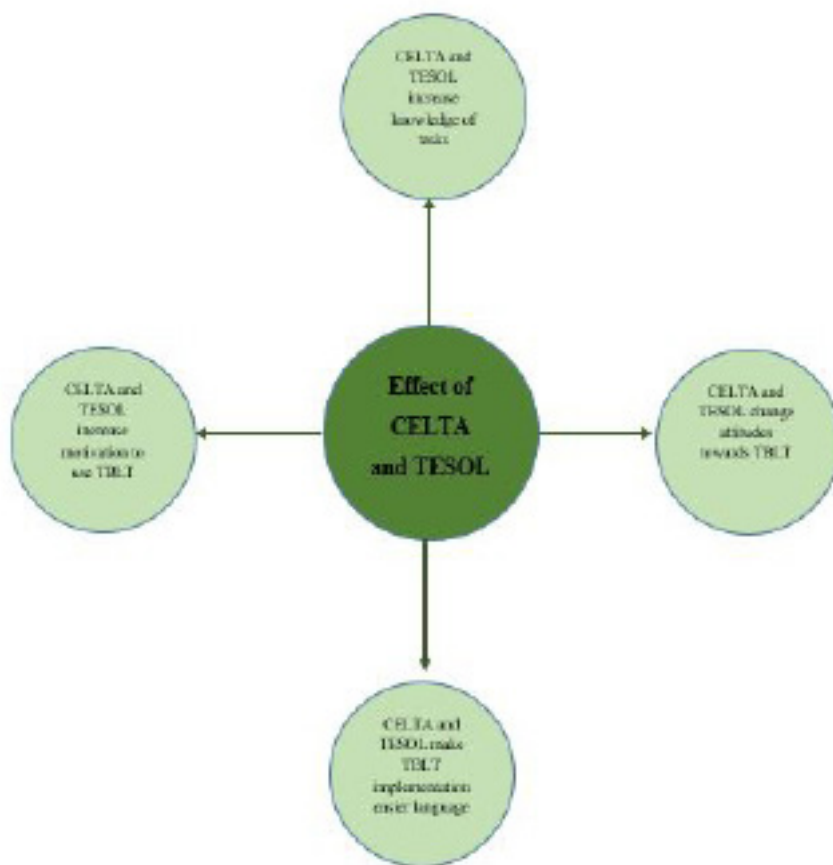 CELTA and
TESOL
increase
knowledge of
tasks
Effect of
CELTA
and TESOL
CELTA and
TESOL
increase
motivation to
use TBLT
CELTA and
TESOL change
attitudes
towards TBLT
CELTA and
TESOL make
TBLT
implementation
easier language